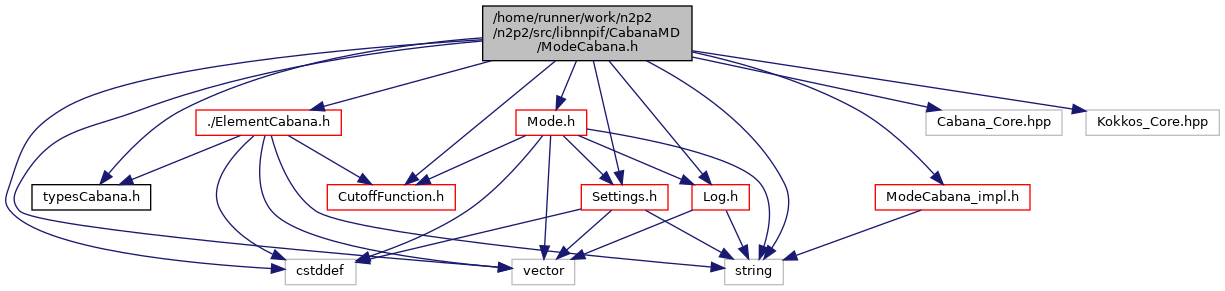 /home/runner/work/n2p2
/n2p2/src/libnnpif/CabanaMD
/ModeCabana.h
./ElementCabana.h
Mode.h
Cabana_Core.hpp
Kokkos_Core.hpp
typesCabana.h
CutoffFunction.h
Settings.h
Log.h
ModeCabana_impl.h
cstddef
vector
string